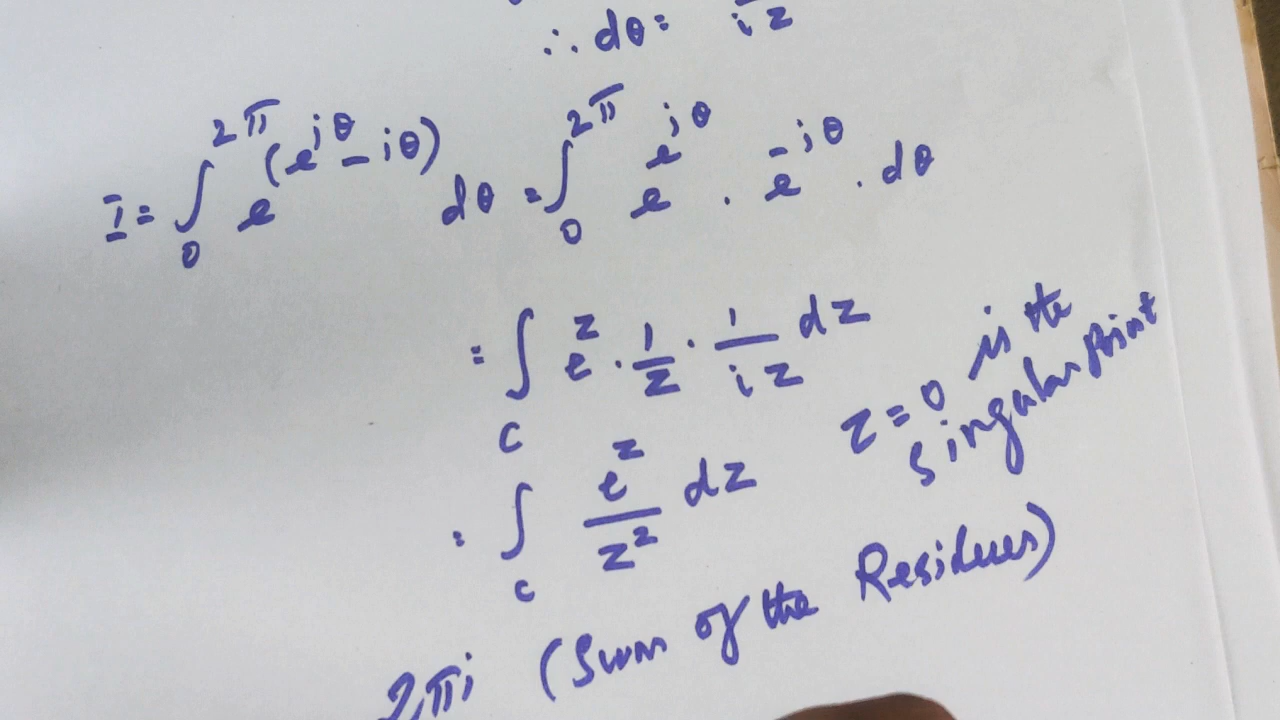 ∴ dθ = 1/(iz)
I = ∫₀^{2π} e^{(e^{iθ} - iθ)} dθ = ∫₀^{2π} e^{e^{iθ}} . e^{-iθ} . dθ
= ∫_C e^z . 1/z . 1/(iz) dz
z = 0 is the
singular point
= ∫_C e^z/z² dz
2πi (Sum of the Residues)